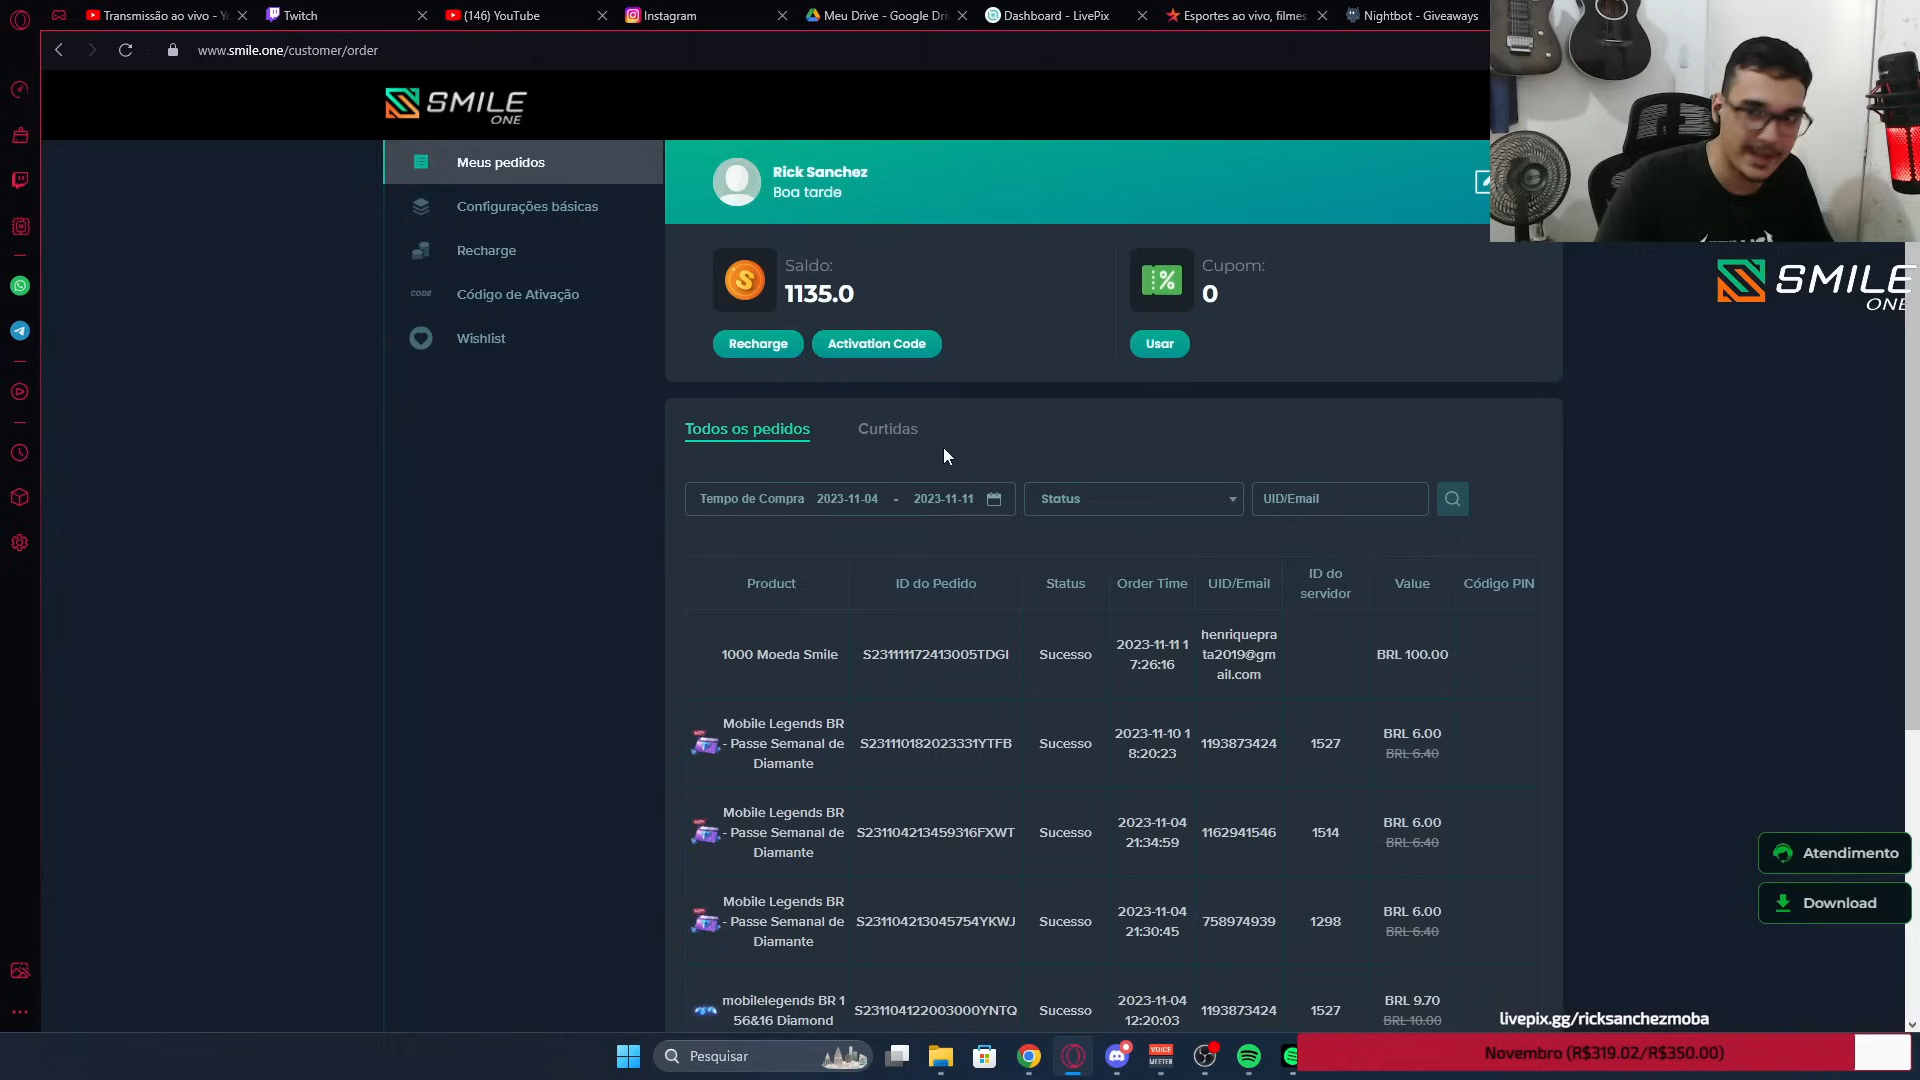 Transmissão ao vivo - Yo
Twitch
(146) YouTube
Instagram
Meu Drive - Google Dri
Dashboard - LivePix
Esportes ao vivo, filmes
Nightbot - Giveaways
www.smile.one/customer/order
SMILE
ONE
Meus pedidos
Configurações básicas
Recharge
CODE
Código de Ativação
Wishlist
Rick Sanchez
Boa tarde
Saldo:
1135.0
Cupom:
0
Recharge
Activation Code
Usar
SMILE
ONE
Todos os pedidos
Curtidas
Tempo de Compra 2023-11-04 - 2023-11-11
Status
UID/Email
Product
ID do Pedido
Status
Order Time
UID/Email
ID do
servidor
Value
Código PIN
1000 Moeda Smile
S231111172413005TDGI
Sucesso
2023-11-11 1
7:26:16
henriquepra
ta2019@gm
ail.com
BRL 100.00
Mobile Legends BR
- Passe Semanal de
Diamante
S231110182023331YTFB
Sucesso
2023-11-10 1
8:20:23
1193873424
1527
BRL 6.00
BRL 6.40
Mobile Legends BR
- Passe Semanal de
Diamante
S231104213459316FXWT
Sucesso
2023-11-04
21:34:59
1162941546
1514
BRL 6.00
BRL 6.40
Mobile Legends BR
- Passe Semanal de
Diamante
S231104213045754YKWJ
Sucesso
2023-11-04
21:30:45
758974939
1298
BRL 6.00
BRL 6.40
mobilelegends BR 1
56&16 Diamond
S231104122003000YNTQ
Sucesso
2023-11-04
12:20:03
1193873424
1527
BRL 9.70
BRL 10.00
Atendimento
Download
livepix.gg/ricksanchezmoba
Novembro (R$319.02/R$350.00)
Pesquisar
VOICE
MEETER